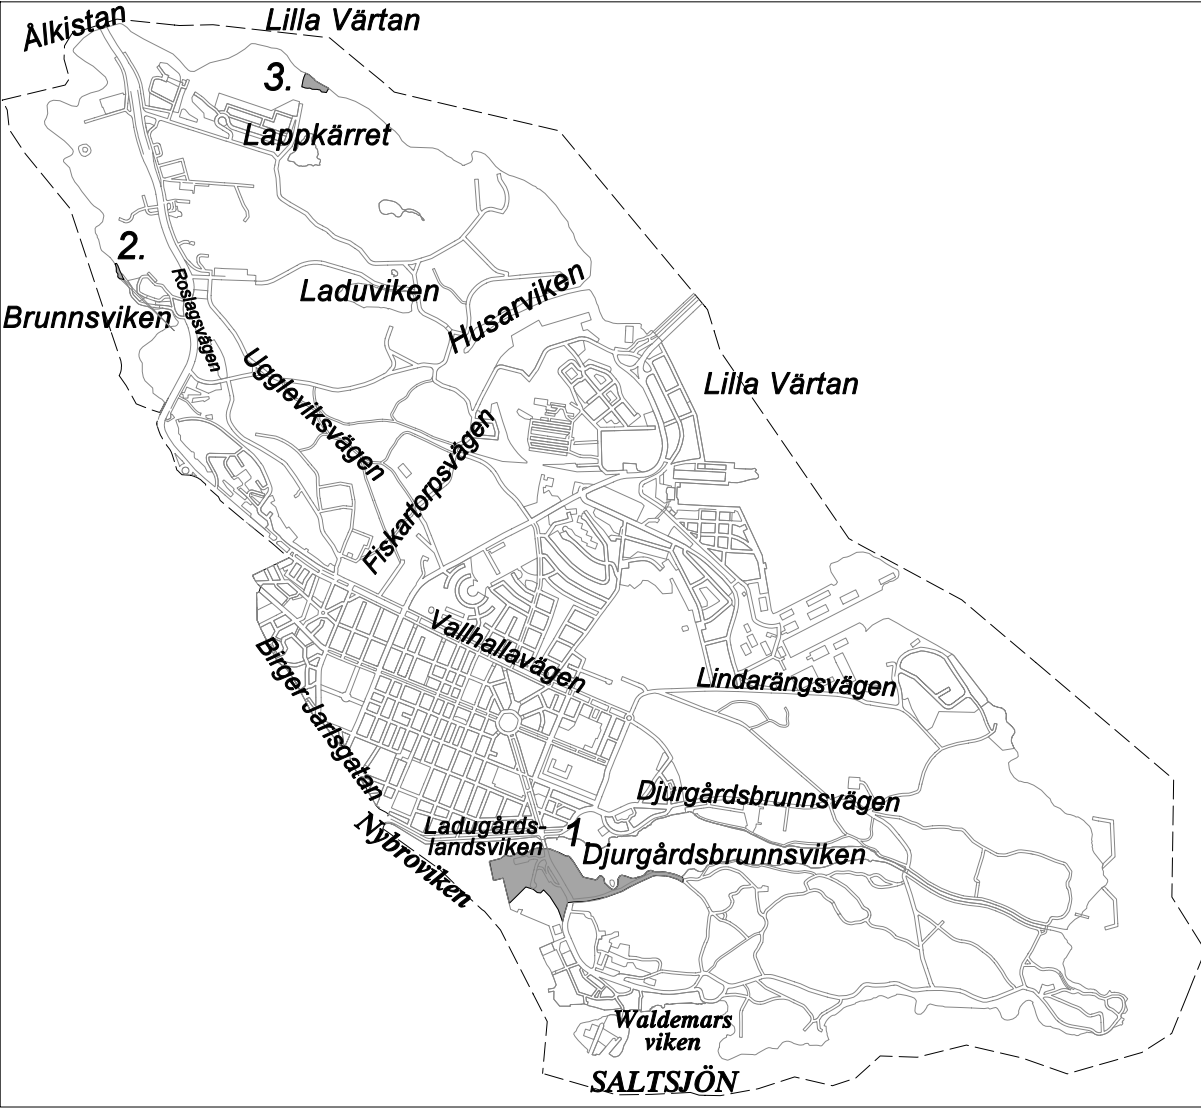 Ålkistan
Lilla Värtan
3.
Lappkärret
2.
Roslagsvägen
Laduviken
Husarviken
Brunnsviken
Uggleviksvägen
Lilla Värtan
Fiskartorpsvägen
Vallhallavägen
Birger Jarlsgatan
Lindarängsvägen
Djurgårdsbrunnsvägen
Nybroviken
Ladugårds-
landsviken
1.
Djurgårdsbrunnsviken
Waldemars
viken
SALTSJÖN